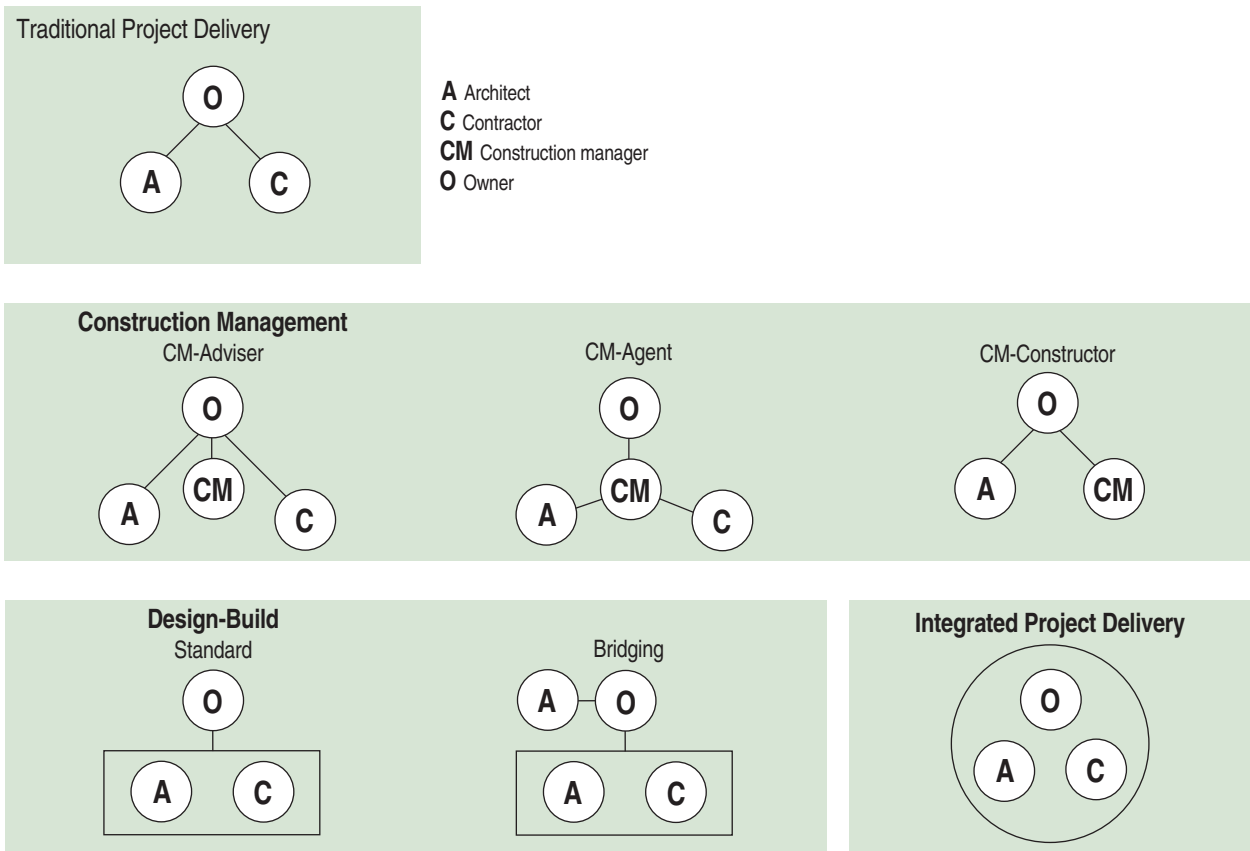 Traditional Project Delivery
O
A C
A Architect
C Contractor
CM Construction manager
O Owner
Construction Management
CM-Adviser
O
A CM C
CM-Agent
O
A CM C
CM-Constructor
O
A CM
Design-Build
Standard
O
A C
Bridging
A O
A C
Integrated Project Delivery
O
A C